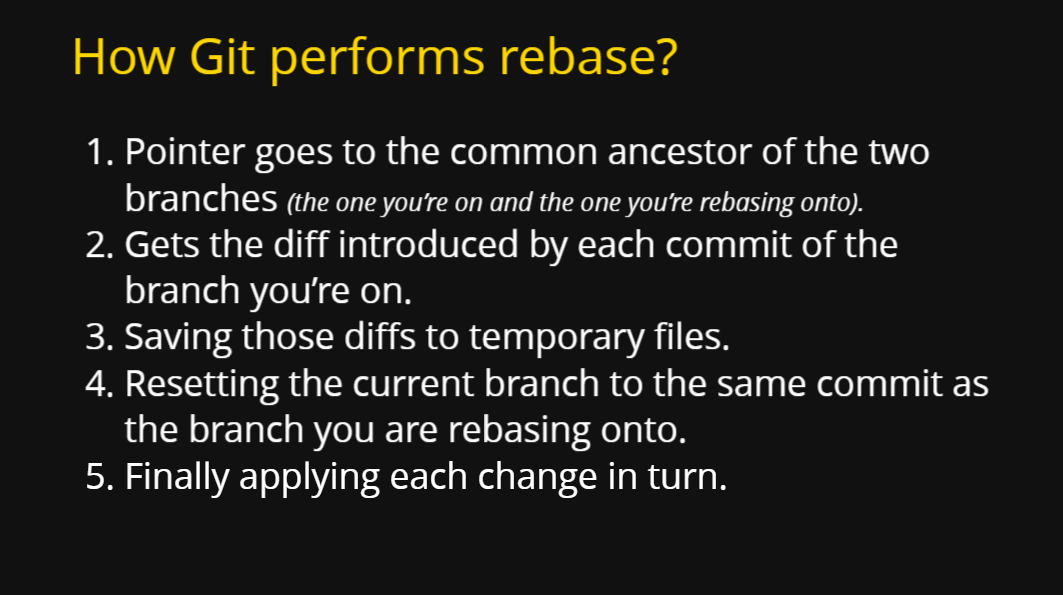 How Git performs rebase?
1. Pointer goes to the common ancestor of the two
branches (the one you’re on and the one you’re rebasing onto).
2. Gets the diff introduced by each commit of the
branch you’re on.
3. Saving those diffs to temporary files.
4. Resetting the current branch to the same commit as
the branch you are rebasing onto.
5. Finally applying each change in turn.